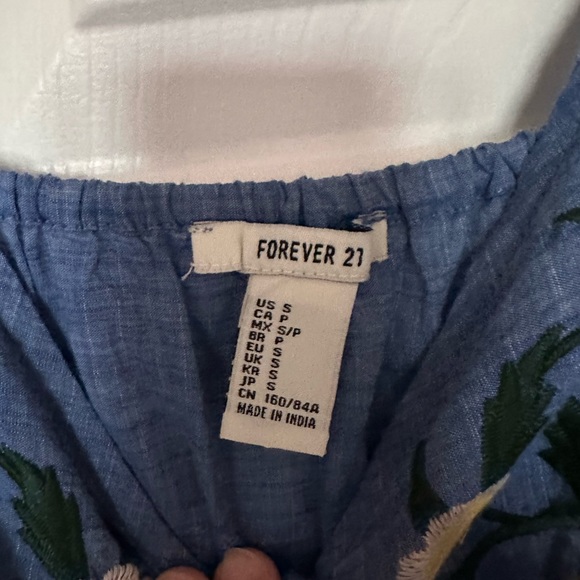 FOREVER 21
US S
CA P
MX S/P
BR P
EU S
UK S
KR S
JP S
CN 160/84A
MADE IN INDIA